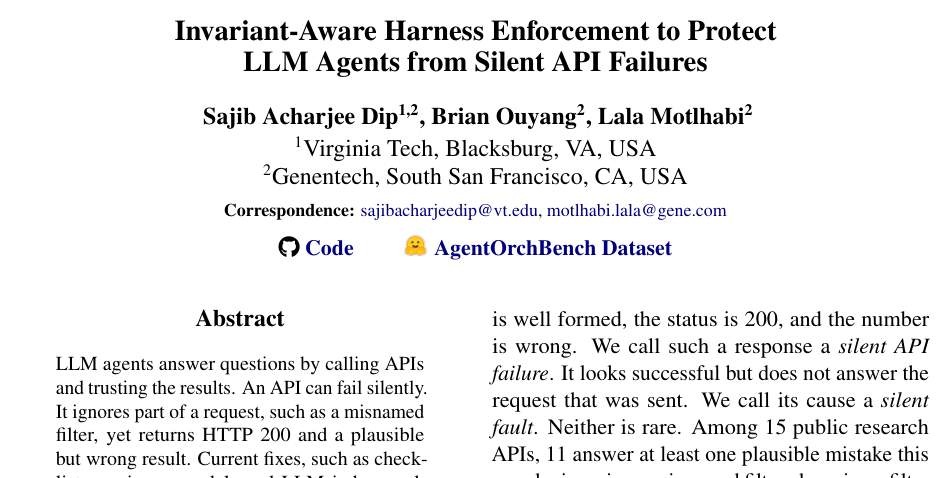 Invariant-Aware Harness Enforcement to Protect
LLM Agents from Silent API Failures
Sajib Acharjee Dip1,2, Brian Ouyang2, Lala Motlhabi2
1Virginia Tech, Blacksburg, VA, USA
2Genentech, South San Francisco, CA, USA
Correspondence: sajibacharjeedip@vt.edu, motlhabi.lala@gene.com
Code AgentOrchBench Dataset
Abstract
LLM agents answer questions by calling APIs
and trusting the results. An API can fail silently.
It ignores part of a request, such as a misnamed
filter, yet returns HTTP 200 and a plausible
but wrong result. Current fixes, such as check-
is well formed, the status is 200, and the number
is wrong. We call such a response a silent API
failure. It looks successful but does not answer the
request that was sent. We call its cause a silent
fault. Neither is rare. Among 15 public research
APIs, 11 answer at least one plausible mistake this